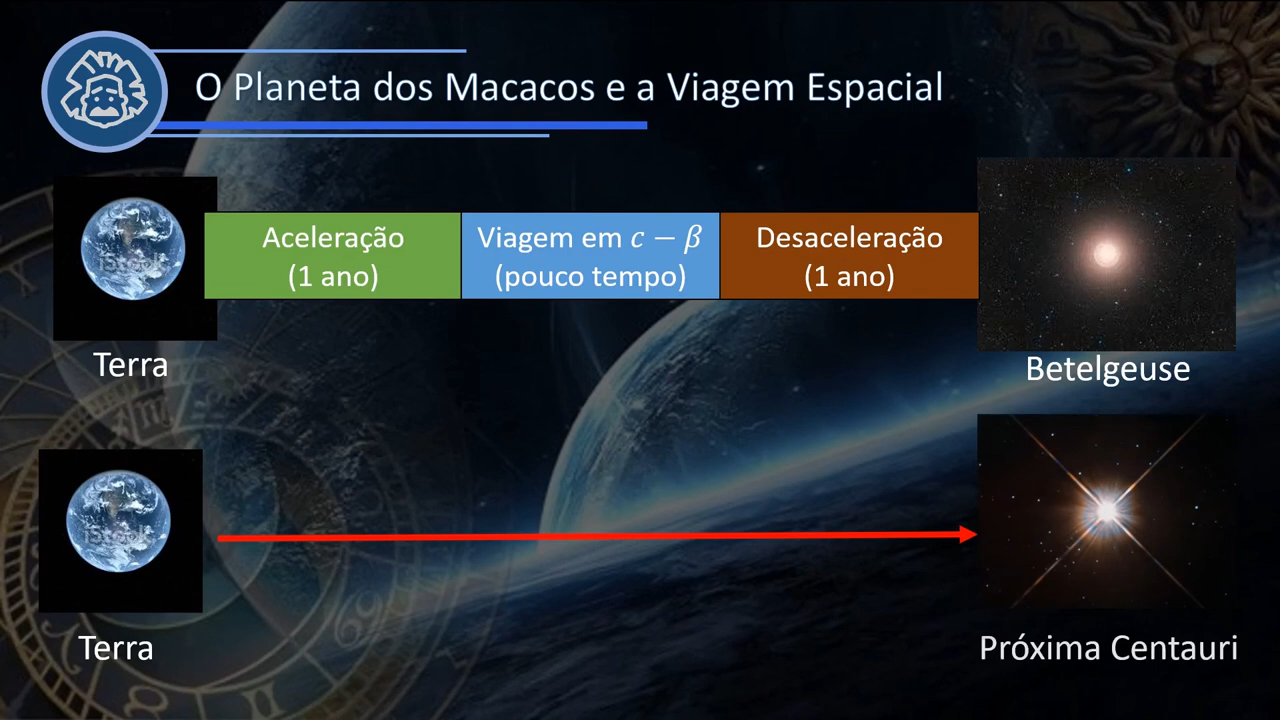 O Planeta dos Macacos e a Viagem Espacial
Aceleração
(1 ano)
Viagem em c − β
(pouco tempo)
Desaceleração
(1 ano)
Terra
Betelgeuse
Terra
Próxima Centauri